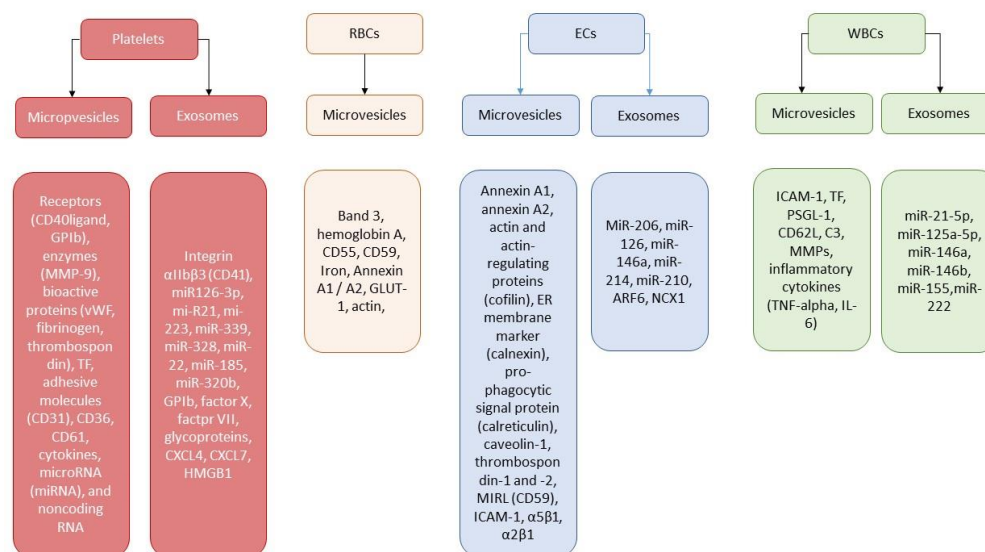 Platelets
RBCs
ECs
WBCs
Micropvesicles
Exosomes
Microvesicles
Microvesicles
Exosomes
Microvesicles
Exosomes
Receptors
(CD40ligand,
GPIb),
enzymes
(MMP-9),
bioactive
proteins (vWF,
fibrinogen,
thrombospon
din), TF,
adhesive
molecules
(CD31), CD36,
CD61,
cytokines,
microRNA
(miRNA), and
noncoding
RNA
Integrin
αIIbβ3 (CD41),
miR126-3p,
mi-R21, mi-
223, miR-339,
miR-328, miR-
22, miR-185,
miR-320b,
GPIb, factor X,
factpr VII,
glycoproteins,
CXCL4, CXCL7,
HMGB1
Band 3,
hemoglobin A,
CD55, CD59,
Iron, Annexin
A1 / A2, GLUT-
1, actin,
Annexin A1,
annexin A2,
actin and
actin-
regulating
proteins
(cofilin), ER
membrane
marker
(calnexin),
pro-
phagocytic
signal protein
(calreticulin),
caveolin-1,
thrombospon
din-1 and -2,
MIRL (CD59),
ICAM-1, α5β1,
α2β1
MiR-206, miR-
126, miR-
146a, miR-
214, miR-210,
ARF6, NCX1
ICAM-1, TF,
PSGL-1,
CD62L, C3,
MMPs,
inflammatory
cytokines
(TNF-alpha, IL-
6)
miR-21-5p,
miR-125a-5p,
miR-146a,
miR-146b,
miR-155,miR-
222